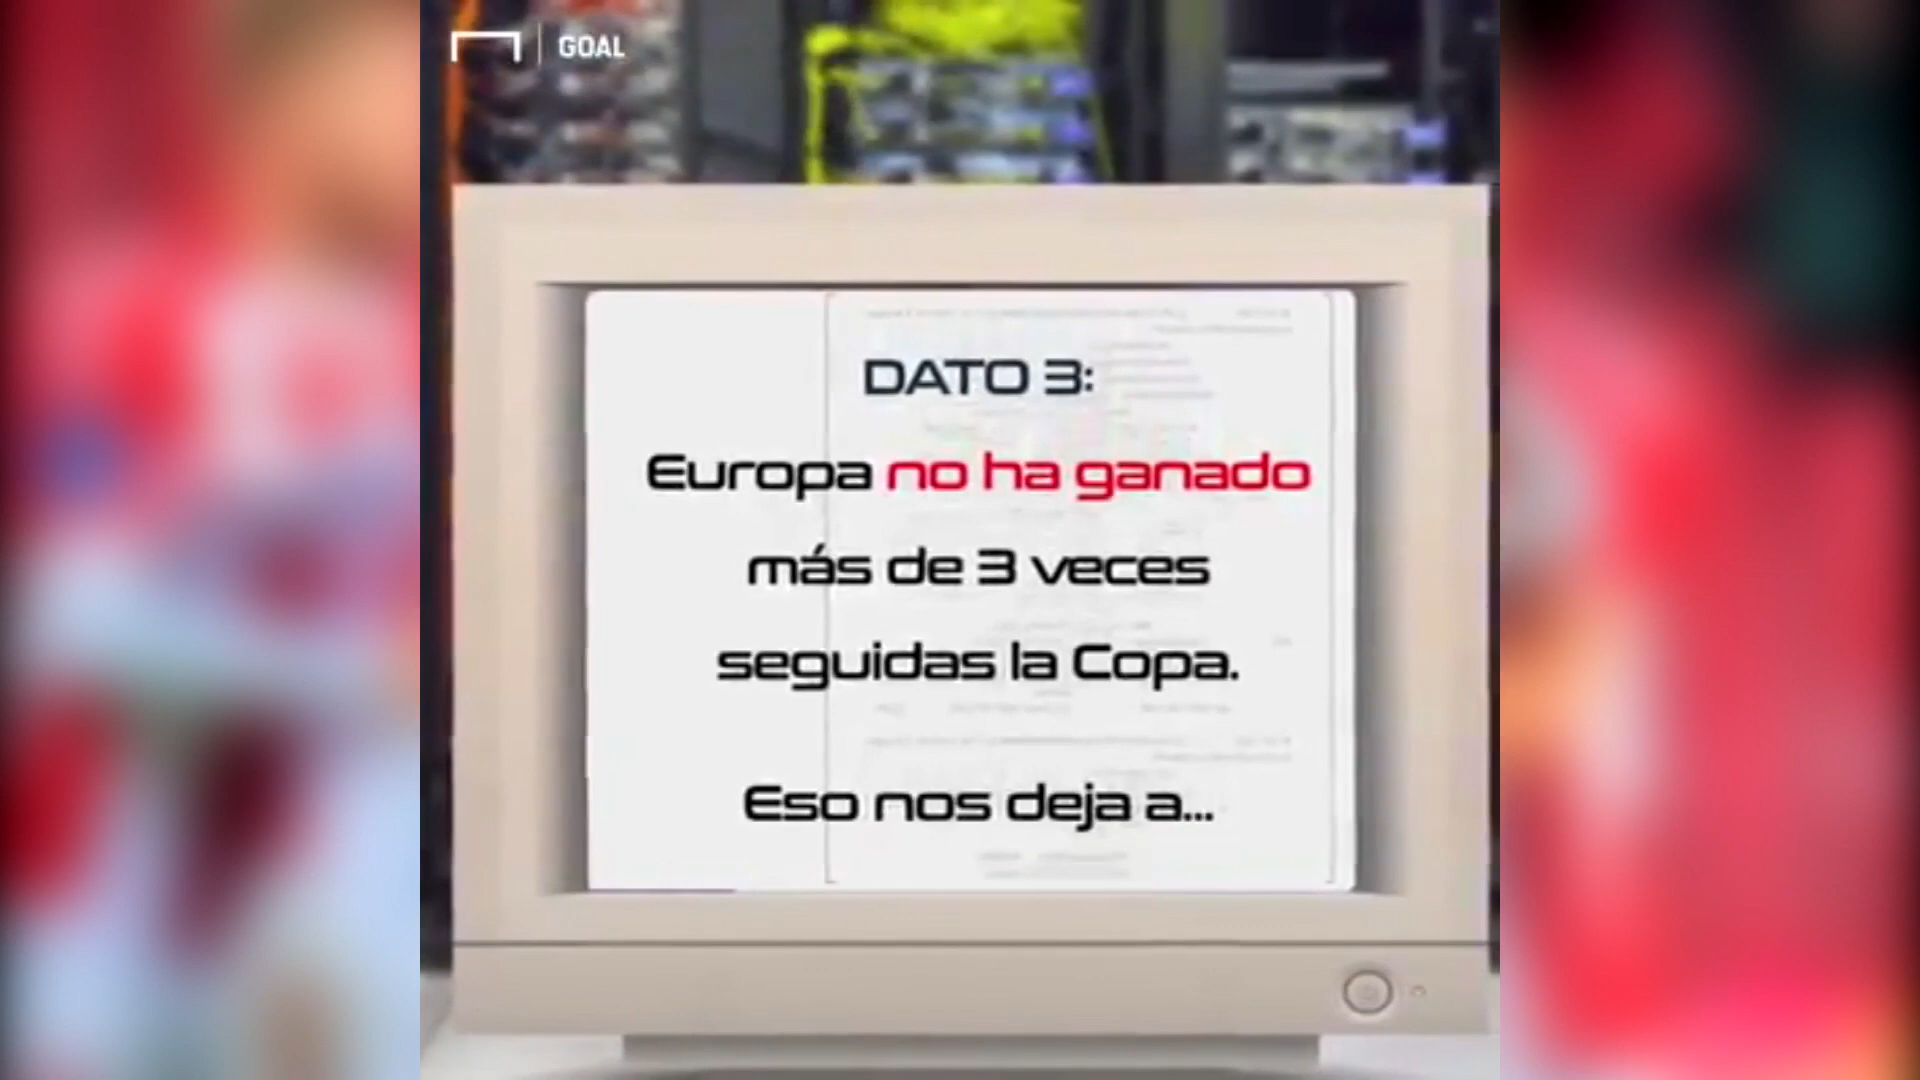 GOAL
DATO 3:
Europa no ha ganado
más de 3 veces
seguidas la Copa.
Eso nos deja a...